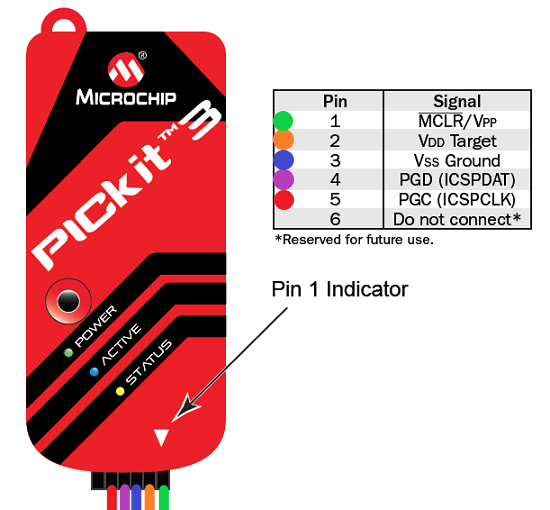 ®
MICROCHIP
PICkit™ 3
POWER
ACTIVE
STATUS
Pin Signal
1 M̅C̅L̅R̅/VPP
2 VDD Target
3 VSS Ground
4 PGD (ICSPDAT)
5 PGC (ICSPCLK)
6 Do not connect*
*Reserved for future use.
Pin 1 Indicator